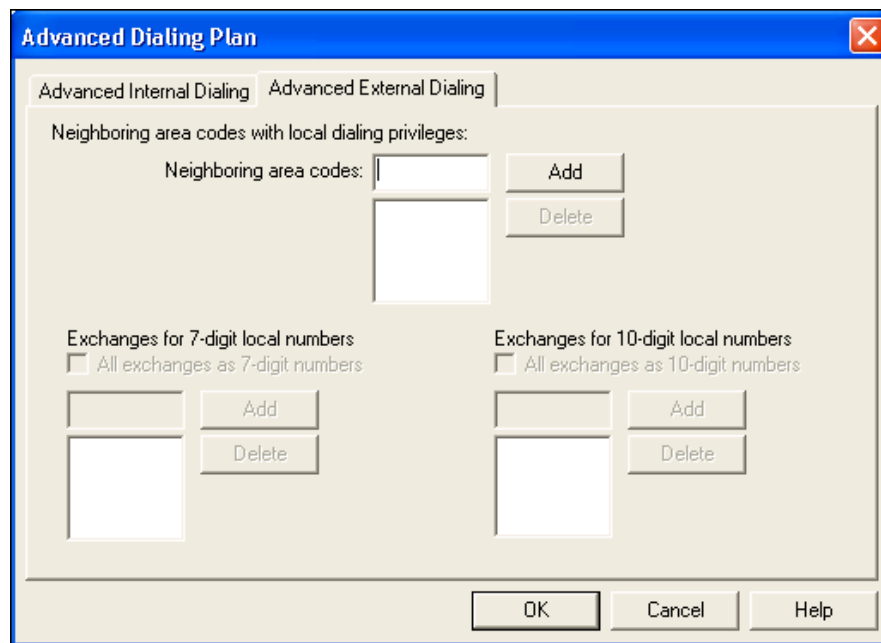 Advanced Dialing Plan
Advanced Internal Dialing
Advanced External Dialing
Neighboring area codes with local dialing privileges:
Neighboring area codes:
Add
Delete
Exchanges for 7-digit local numbers
All exchanges as 7-digit numbers
Add
Delete
Exchanges for 10-digit local numbers
All exchanges as 10-digit numbers
Add
Delete
OK
Cancel
Help